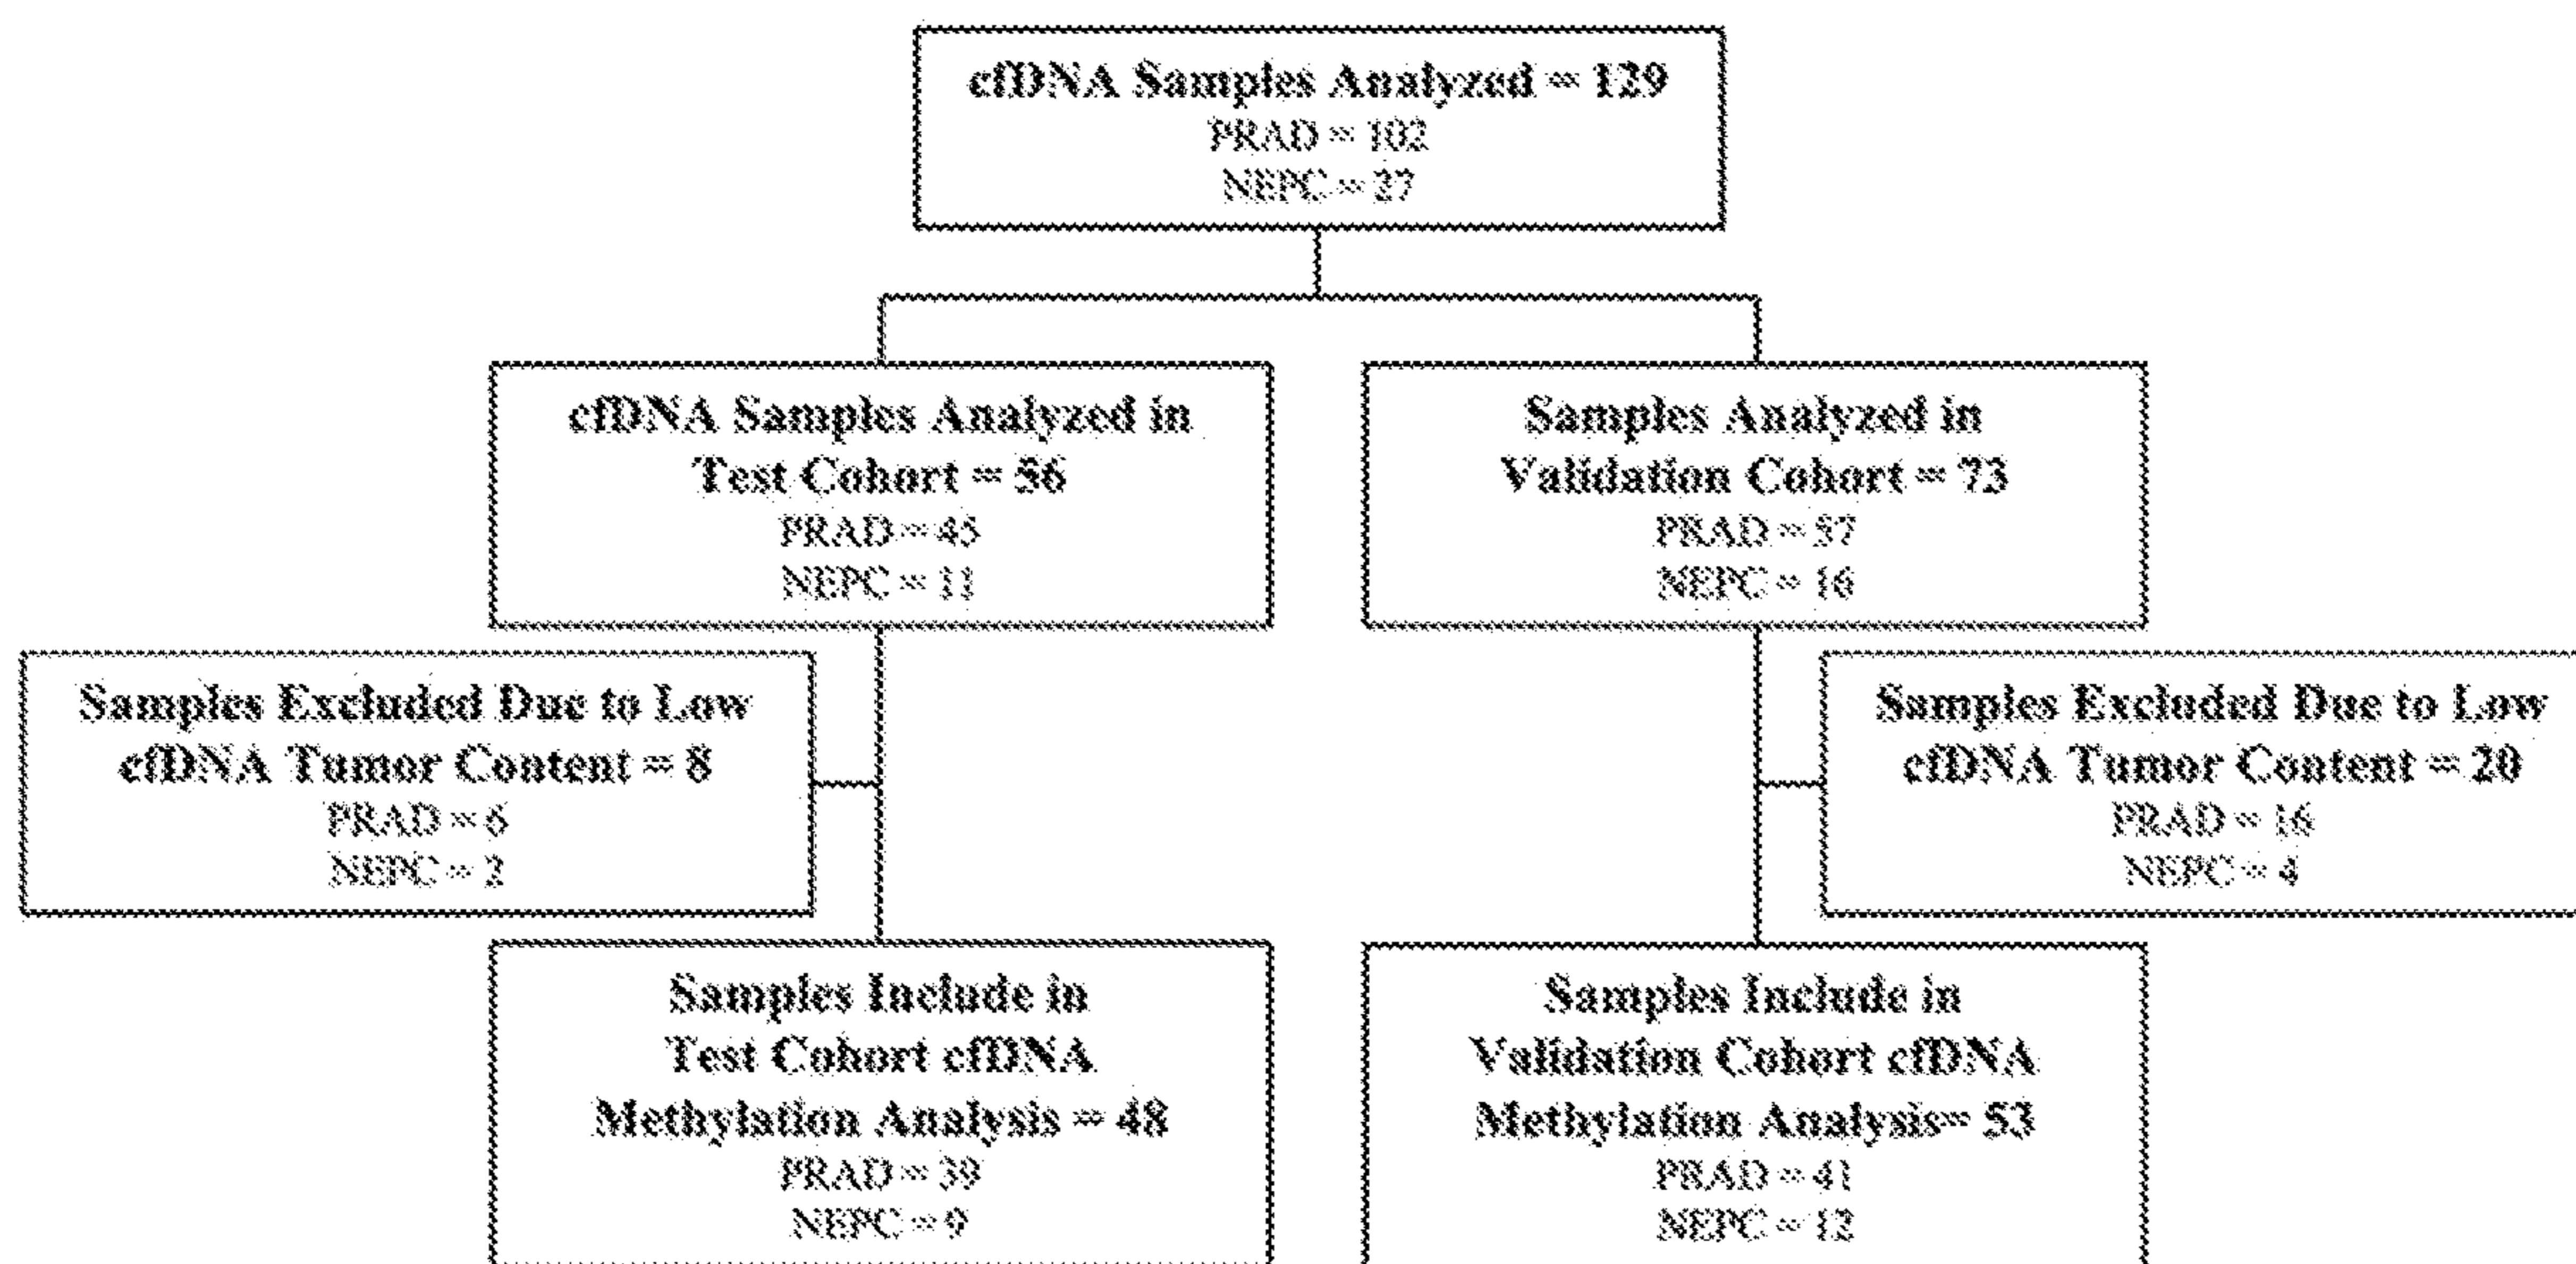 cfDNA Samples Analyzed = 129
PRAD = 102
NEPC = 27
cfDNA Samples Analyzed in
Test Cohort = 56
PRAD = 45
NEPC = 11
Samples Analyzed in
Validation Cohort = 73
PRAD = 57
NEPC = 16
Samples Excluded Due to Low
cfDNA Tumor Content = 8
PRAD = 6
NEPC = 2
Samples Excluded Due to Low
cfDNA Tumor Content = 20
PRAD = 16
NEPC = 4
Samples Include in
Test Cohort cfDNA
Methylation Analysis = 48
PRAD = 39
NEPC = 9
Samples Include in
Validation Cohort cfDNA
Methylation Analysis= 53
PRAD = 41
NEPC = 12